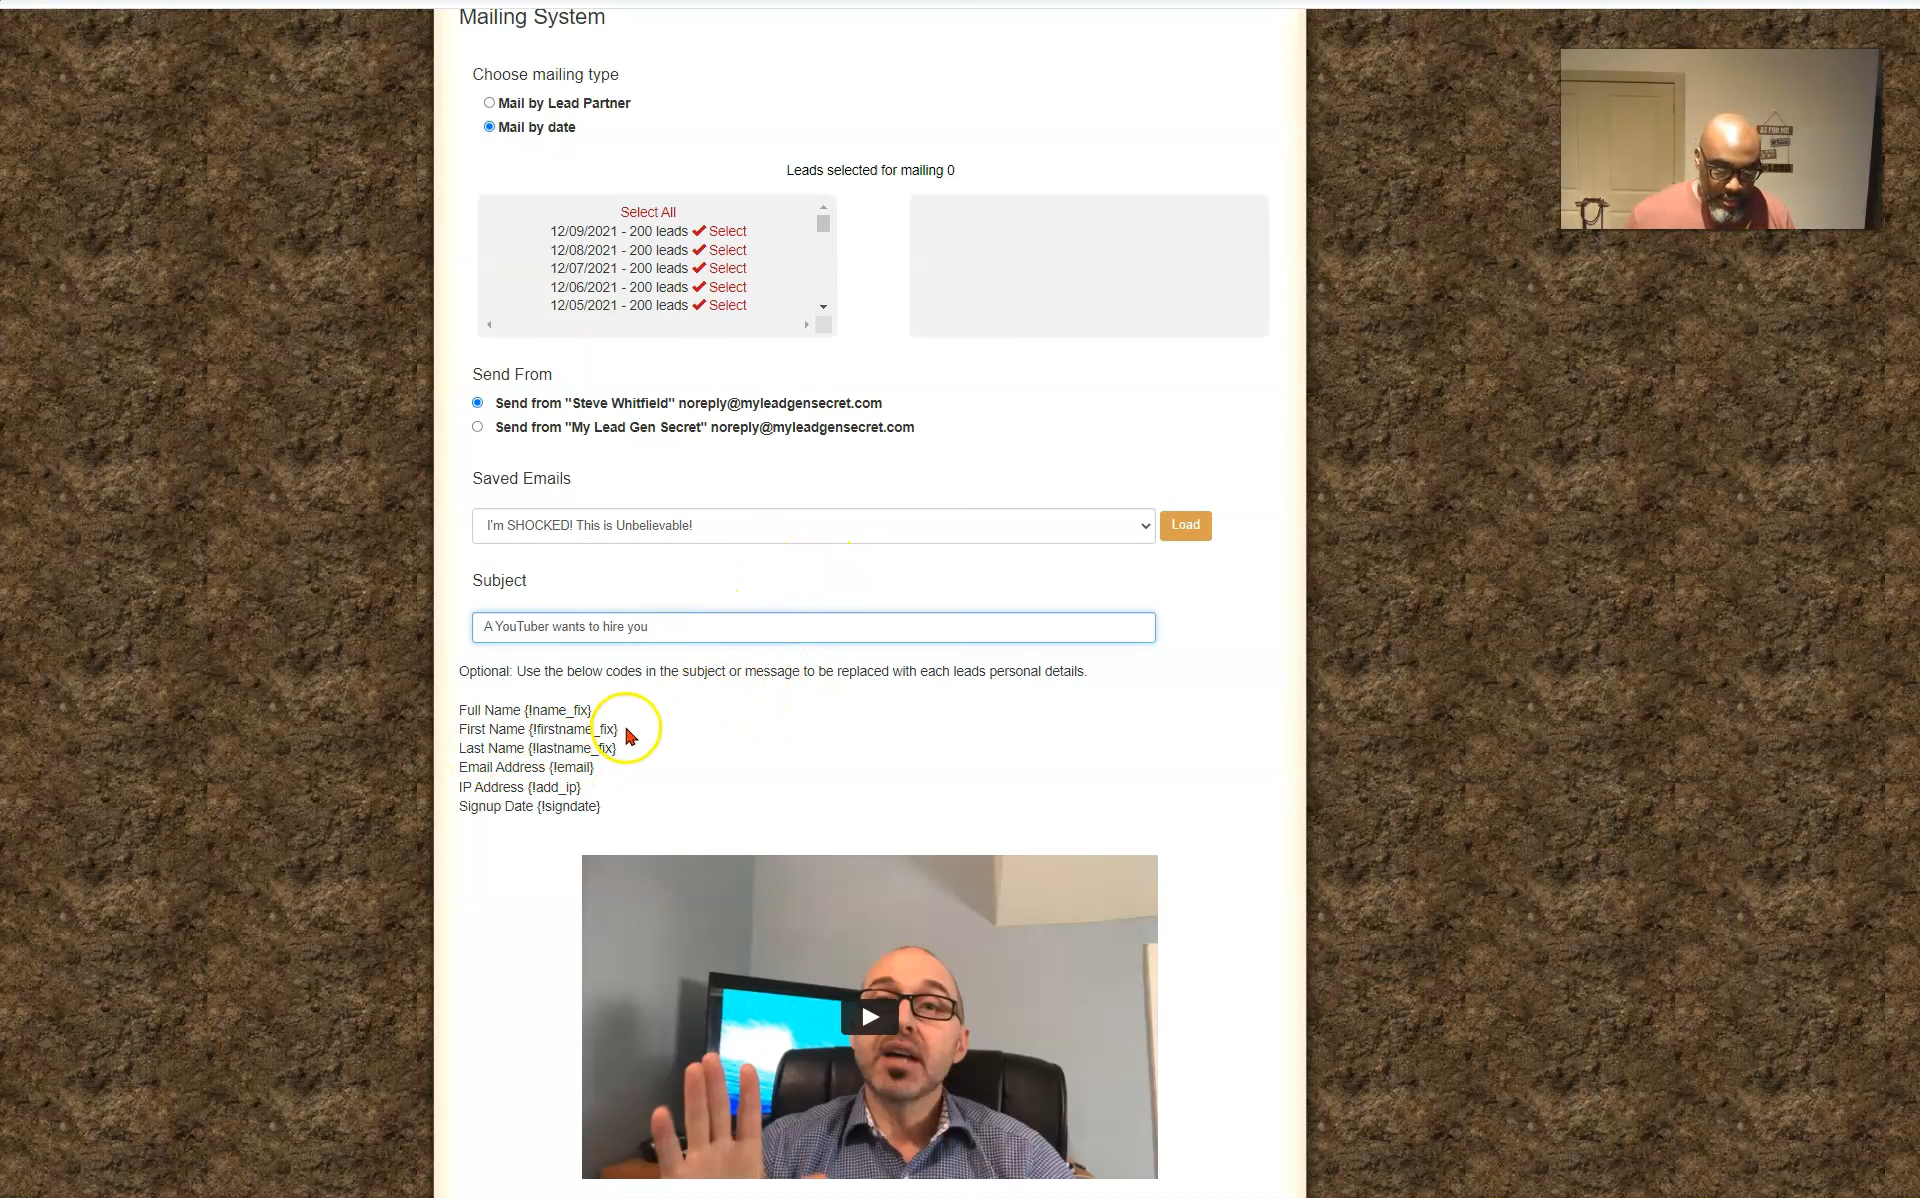 Mailing System
Choose mailing type
Mail by Lead Partner
Mail by date
Leads selected for mailing 0
Select All
12/09/2021 - 200 leads ✔ Select
12/08/2021 - 200 leads ✔ Select
12/07/2021 - 200 leads ✔ Select
12/06/2021 - 200 leads ✔ Select
12/05/2021 - 200 leads ✔ Select
Send From
Send from "Steve Whitfield" noreply@myleadgensecret.com
Send from "My Lead Gen Secret" noreply@myleadgensecret.com
Saved Emails
I'm SHOCKED! This is Unbelievable!
Load
Subject
A YouTuber wants to hire you
Optional: Use the below codes in the subject or message to be replaced with each leads personal details.
Full Name {!name_fix}
First Name {!firstname_fix}
Last Name {!lastname_fix}
Email Address {!email}
IP Address {!add_ip}
Signup Date {!signdate}
AS FOR ME